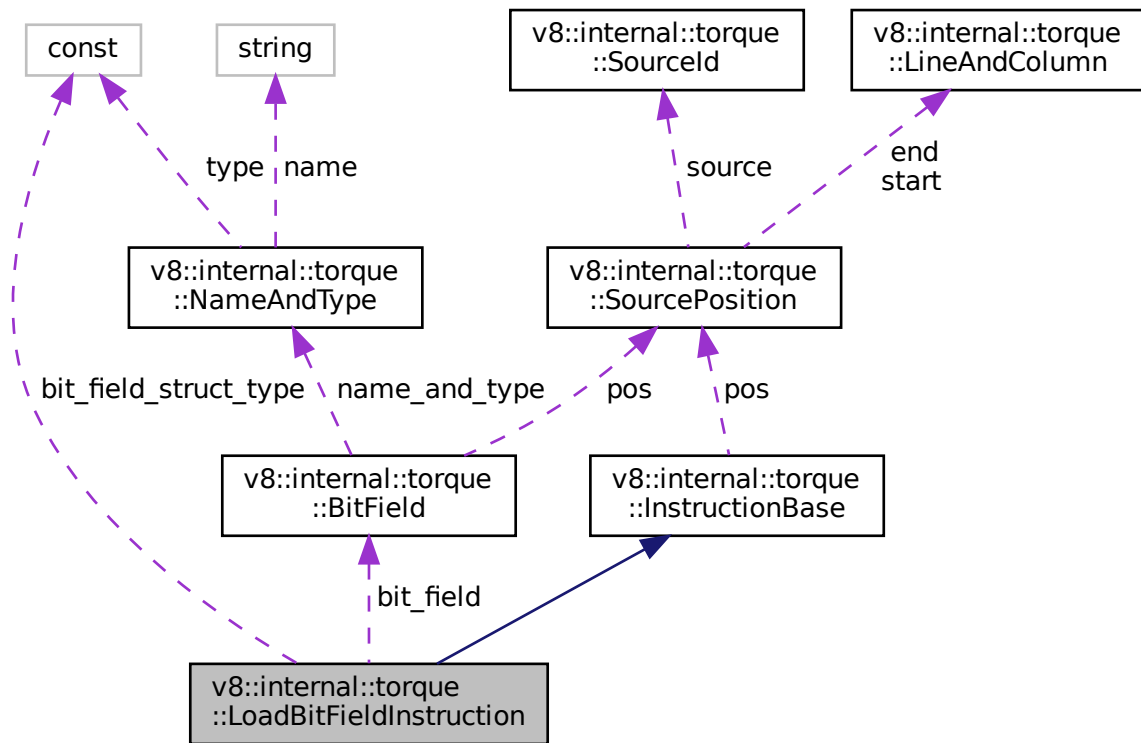 const
string
v8::internal::torque
::SourceId
v8::internal::torque
::LineAndColumn
type
name
source
end
start
v8::internal::torque
::NameAndType
v8::internal::torque
::SourcePosition
bit_field_struct_type
name_and_type
pos
pos
v8::internal::torque
::BitField
v8::internal::torque
::InstructionBase
bit_field
v8::internal::torque
::LoadBitFieldInstruction